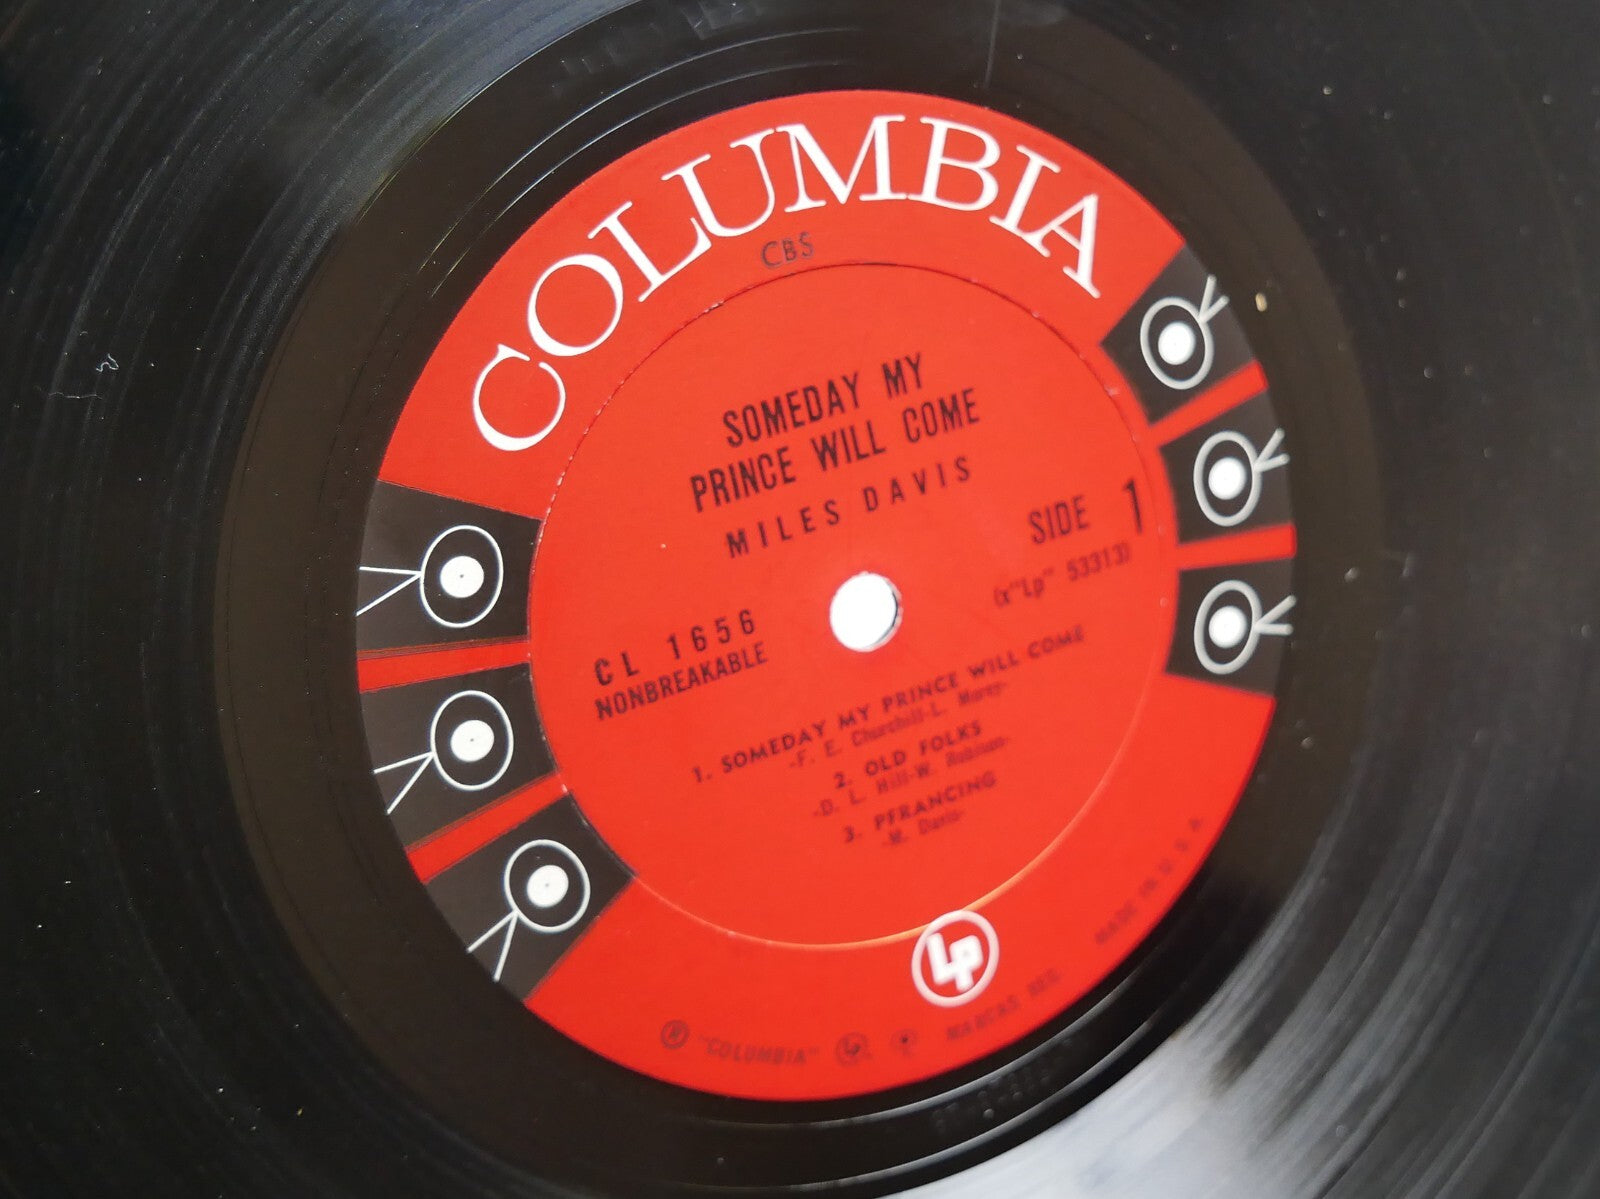 COLUMBIA
CBS
SOMEDAY MY
PRINCE WILL COME
MILES DAVIS
SIDE 1
(x"Lp" 53313)
CL 1656
NONBREAKABLE
1. SOMEDAY MY PRINCE WILL COME
-F. E. Churchill-L. Morey-
2. OLD FOLKS
-D. L. Hill-W. Robison-
3. PFRANCING
-M. Davis-
LP
® "COLUMBIA" MARCAS REG.
MADE IN U. S. A.